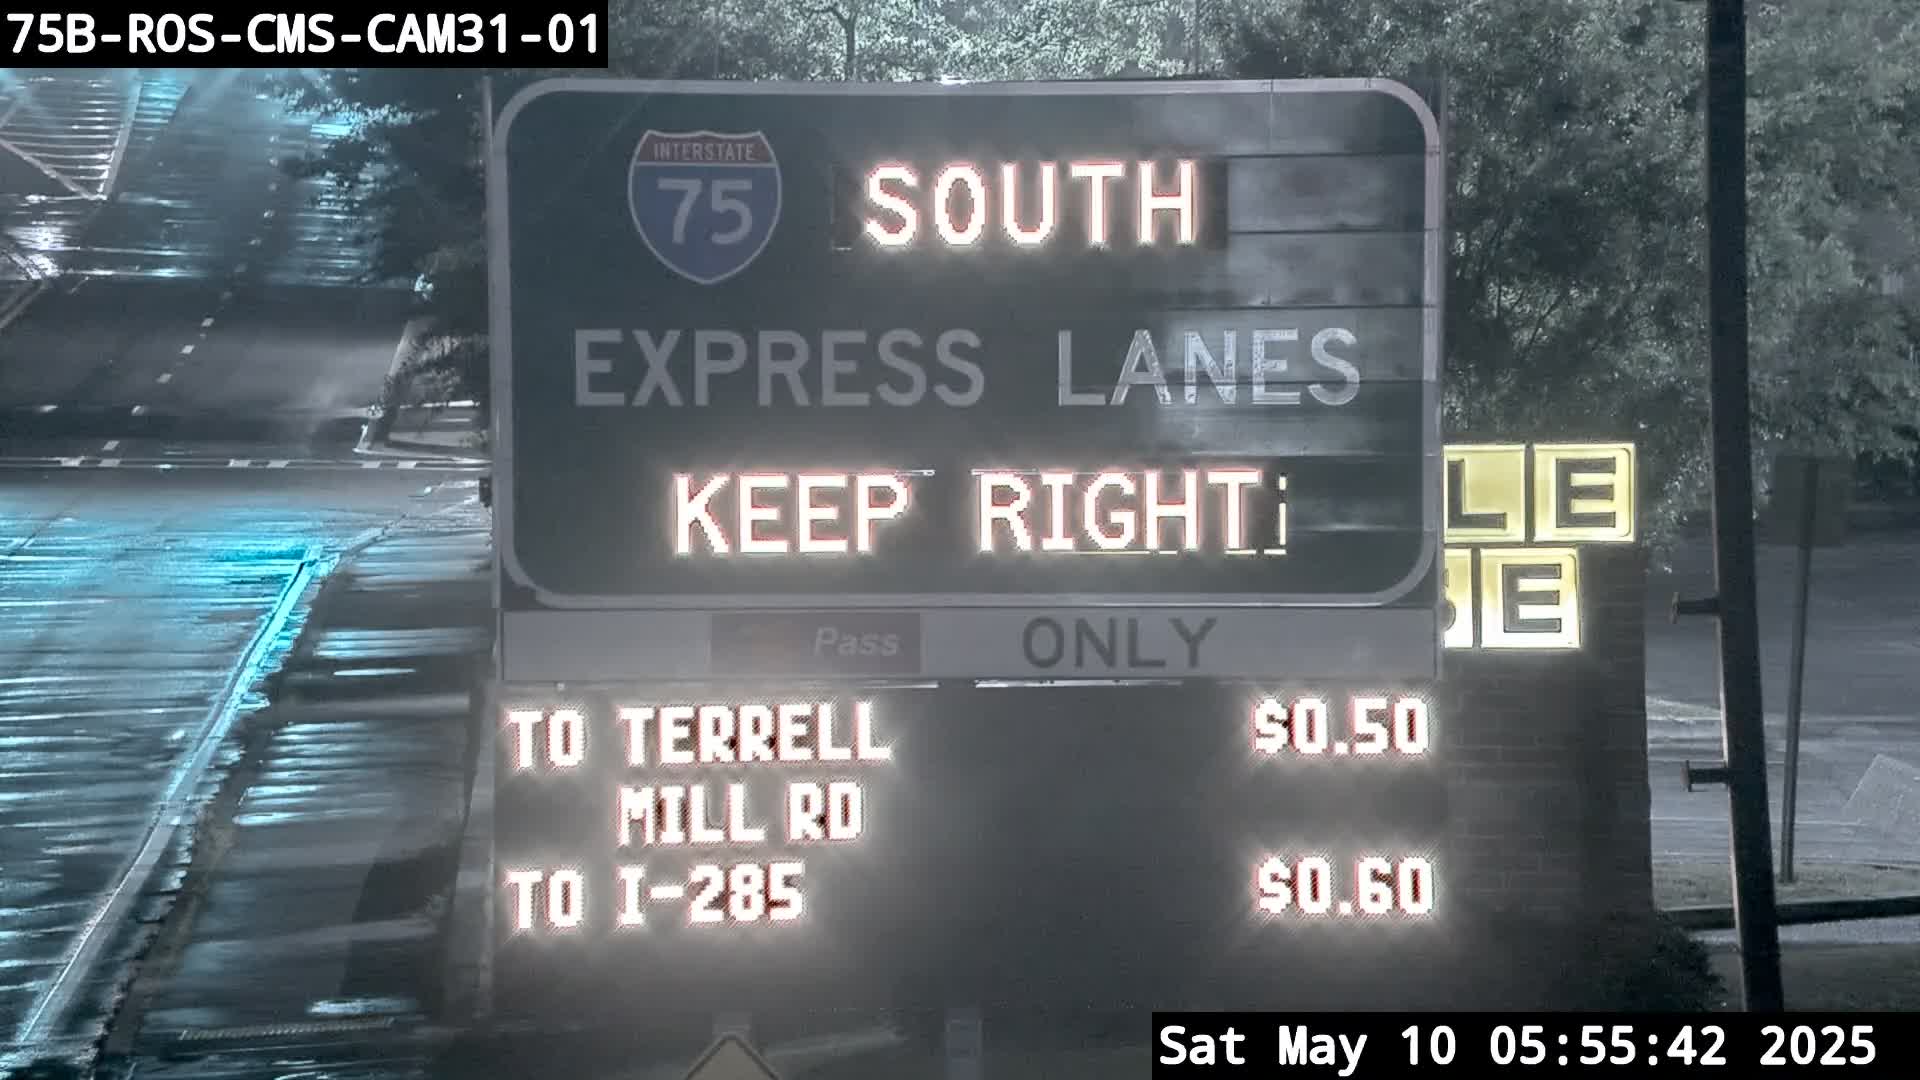 75B-ROS-CMS-CAM31-01
INTERSTATE
75
SOUTH
EXPRESS LANES
KEEP RIGHT
Pass ONLY
TO TERRELL $0.50
MILL RD
TO I-285 $0.60
LE
E
Sat May 10 05:55:42 2025